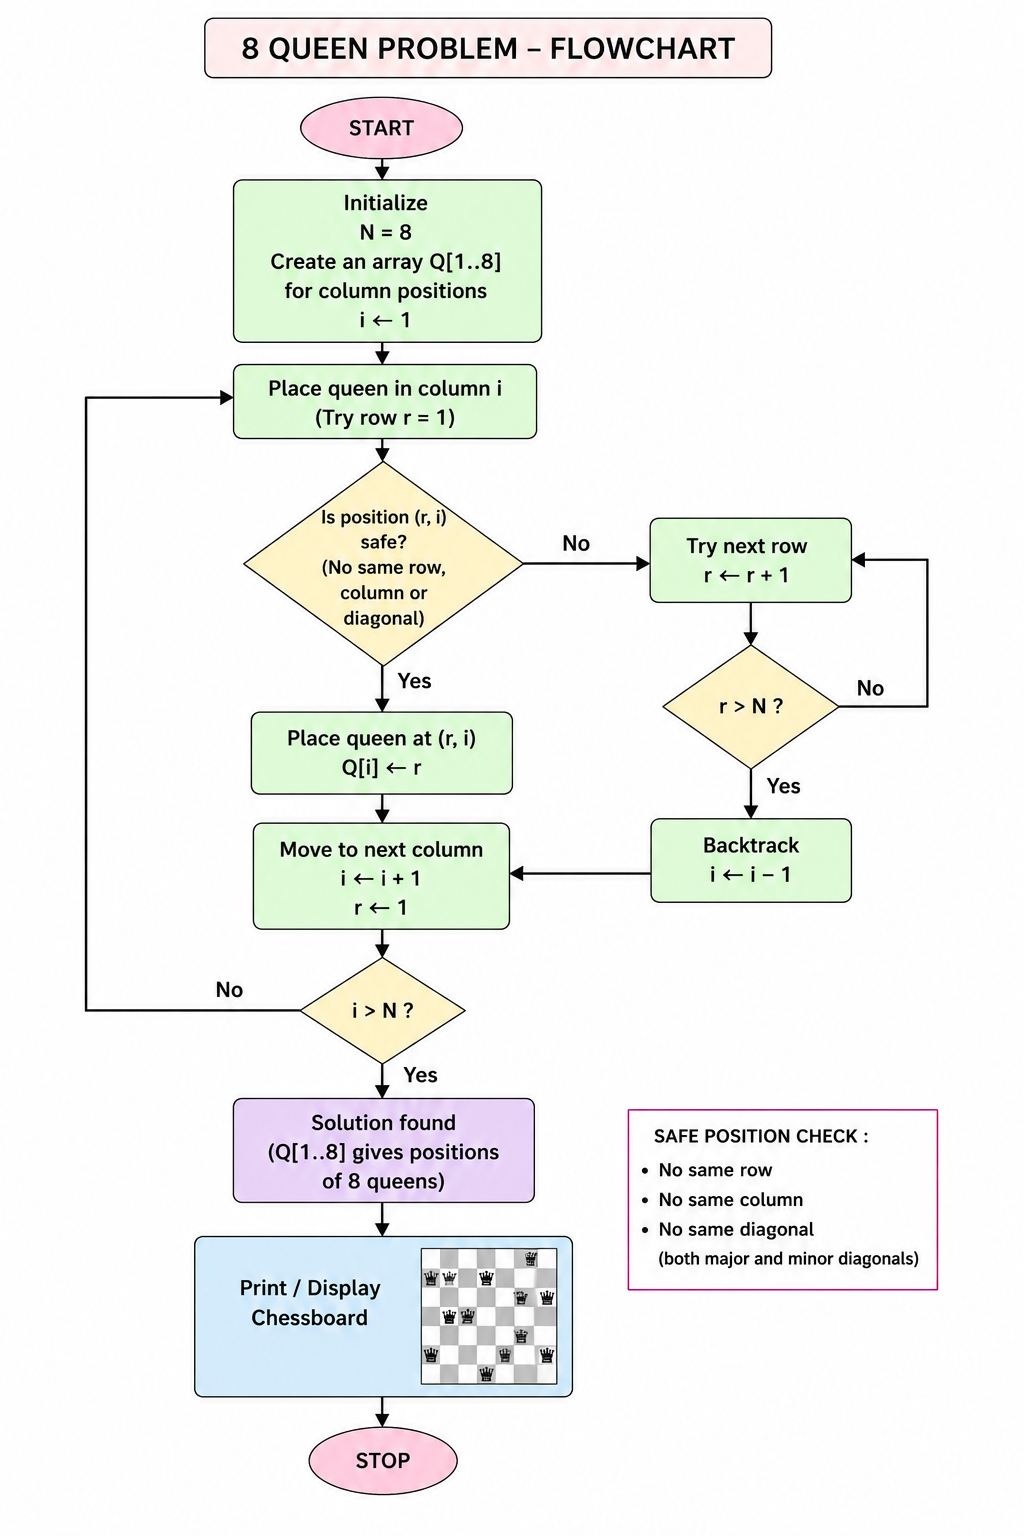 8 QUEEN PROBLEM – FLOWCHART
START
Initialize
N = 8
Create an array Q[1..8]
for column positions
i ← 1
Place queen in column i
(Try row r = 1)
Is position (r, i)
safe?
(No same row,
column or
diagonal)
No
Try next row
r ← r + 1
Yes
r > N ?
No
Place queen at (r, i)
Q[i] ← r
Yes
Move to next column
i ← i + 1
r ← 1
Backtrack
i ← i – 1
No
i > N ?
Yes
Solution found
(Q[1..8] gives positions
of 8 queens)
SAFE POSITION CHECK :
• No same row
• No same column
• No same diagonal
(both major and minor diagonals)
Print / Display
Chessboard
STOP